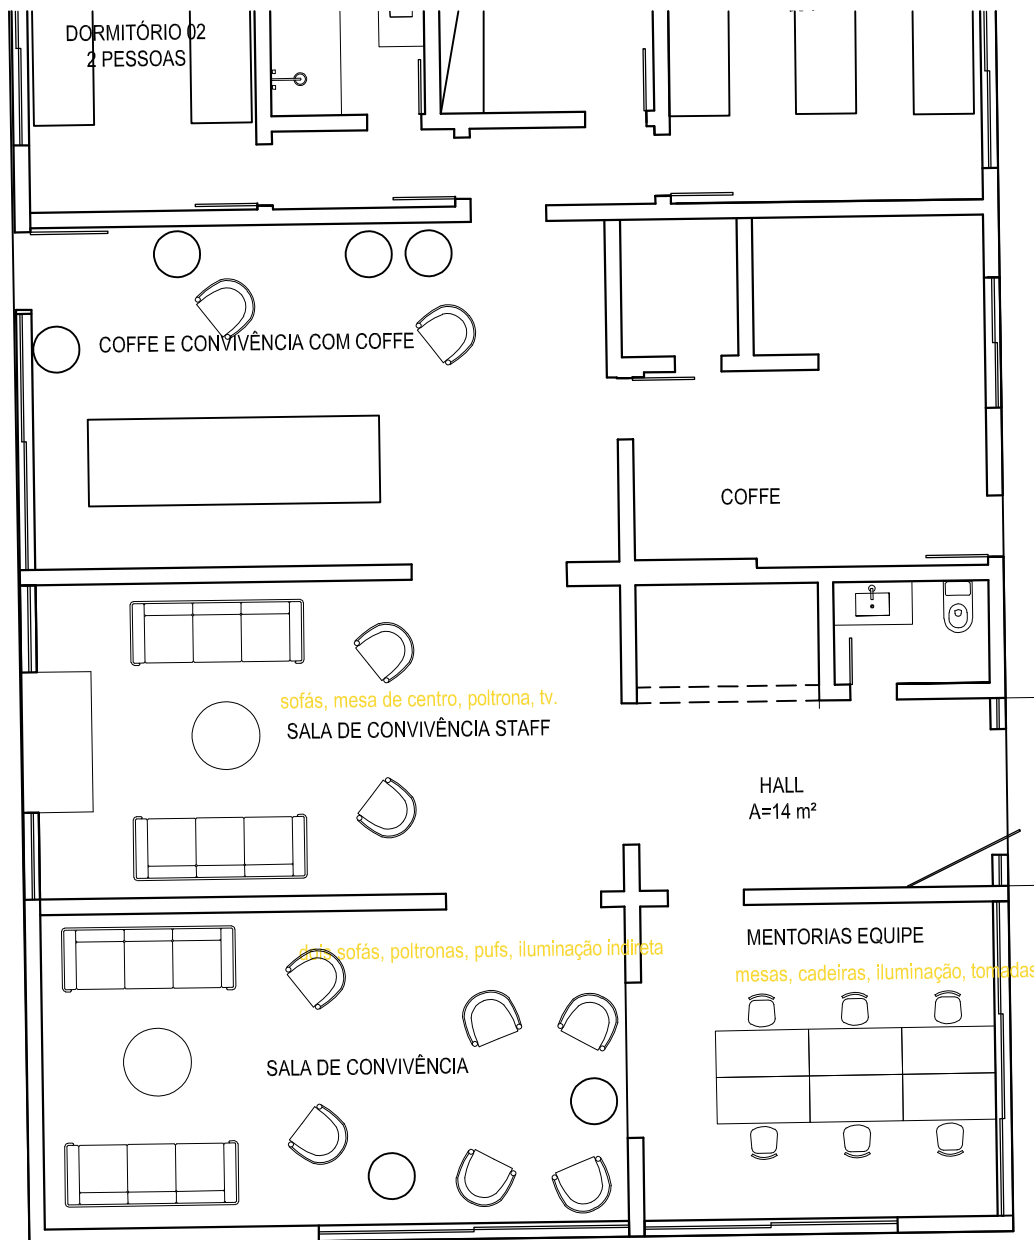 DORMITÓRIO 02
2 PESSOAS
COFFE E CONVIVÊNCIA COM COFFE
COFFE
sofás, mesa de centro, poltrona, tv.
SALA DE CONVIVÊNCIA STAFF
HALL
A=14 m²
MENTORIAS EQUIPE
dois sofás, poltronas, pufs, iluminação indireta
mesas, cadeiras, iluminação, tomadas
SALA DE CONVIVÊNCIA